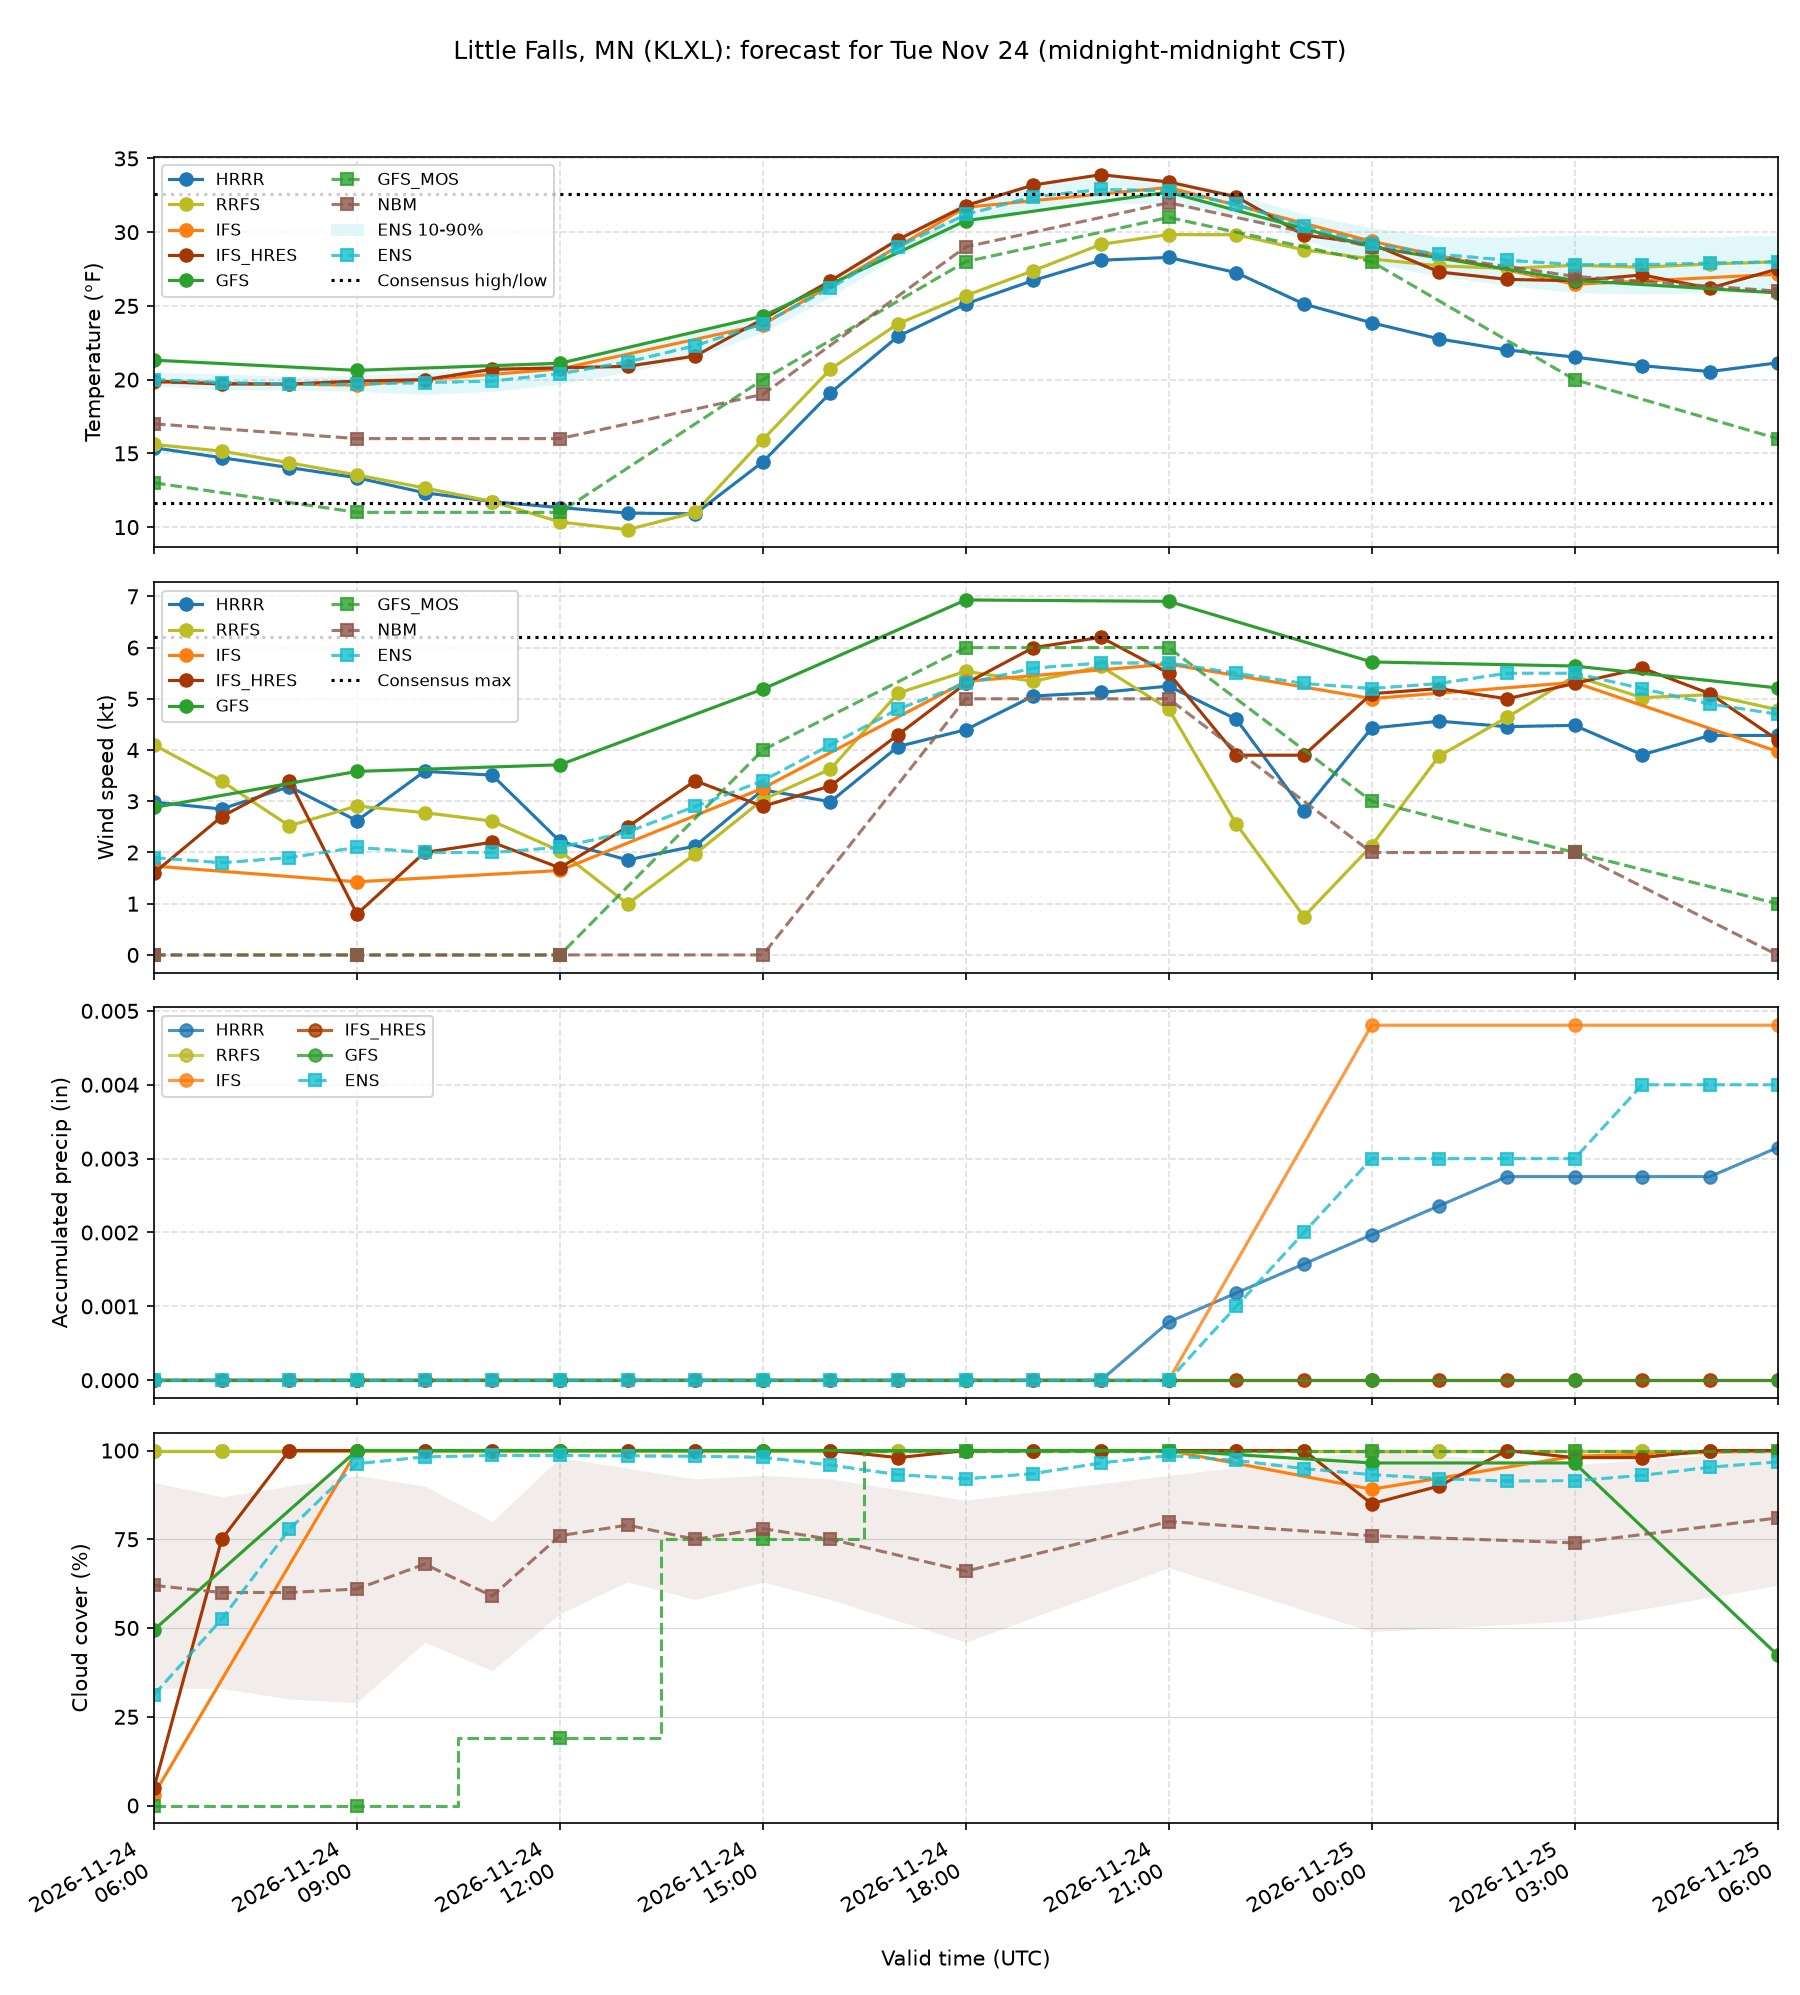 Little Falls, MN (KLXL): forecast for Tue Nov 24 (midnight-midnight CST)
Temperature (°F)
35
30
25
20
15
10
HRRR
RRFS
IFS
IFS_HRES
GFS
GFS_MOS
NBM
ENS 10-90%
ENS
Consensus high/low
Wind speed (kt)
7
6
5
4
3
2
1
0
HRRR
RRFS
IFS
IFS_HRES
GFS
GFS_MOS
NBM
ENS
Consensus max
Accumulated precip (in)
0.005
0.004
0.003
0.002
0.001
0.000
HRRR
RRFS
IFS
IFS_HRES
GFS
ENS
Cloud cover (%)
100
75
50
25
0
2026-11-24
06:00
2026-11-24
09:00
2026-11-24
12:00
2026-11-24
15:00
2026-11-24
18:00
2026-11-24
21:00
2026-11-25
00:00
2026-11-25
03:00
2026-11-25
06:00
Valid time (UTC)